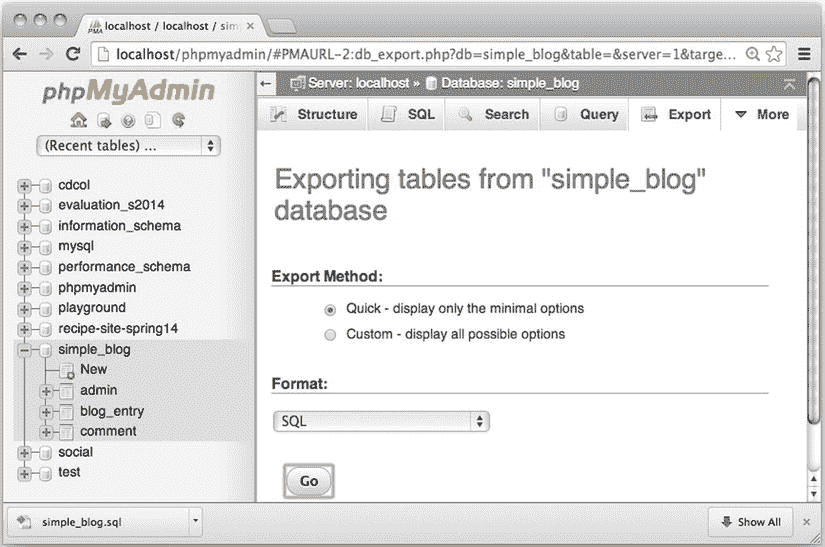 localhost / localhost / sim
localhost/phpmyadmin/#PMAURL-2:db_export.php?db=simple_blog&table=&server=1&targe...
phpMyAdmin
(Recent tables) ...
cdcol
evaluation_s2014
information_schema
mysql
performance_schema
phpmyadmin
playground
recipe-site-spring14
simple_blog
New
admin
blog_entry
comment
social
test
Server: localhost » Database: simple_blog
Structure SQL Search Query Export More
Exporting tables from "simple_blog"
database
Export Method:
Quick - display only the minimal options
Custom - display all possible options
Format:
SQL
Go
simple_blog.sql
Show All